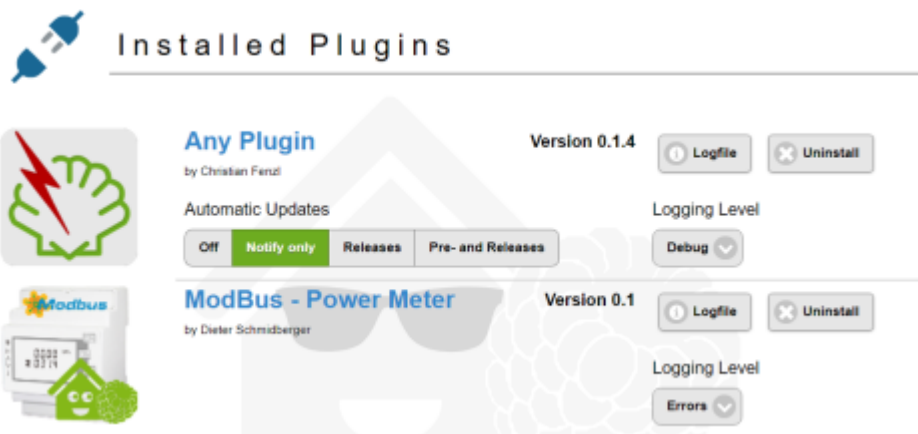 Installed Plugins
Any Plugin
Version 0.1.4
Logfile
Uninstall
by Christian Fenzl
Automatic Updates
Logging Level
Off
Notify only
Releases
Pre- and Releases
Debug
Modbus
ModBus - Power Meter
Version 0.1
Logfile
Uninstall
by Dieter Schmidberger
Logging Level
Errors